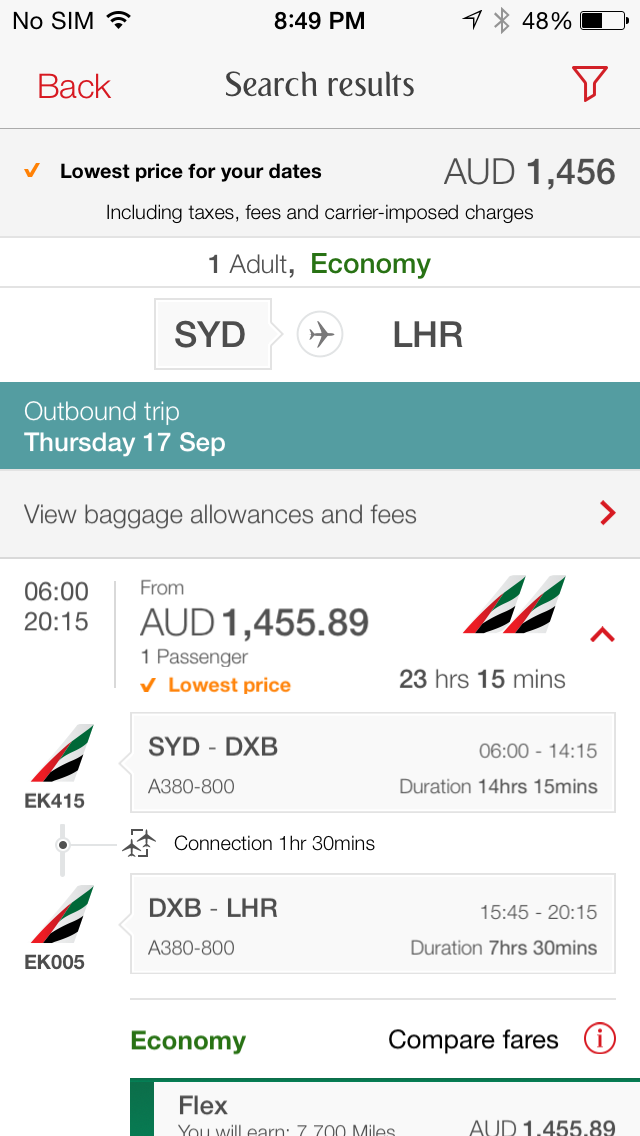 No SIM 8:49 PM 48%
Back Search results
Lowest price for your dates AUD 1,456
Including taxes, fees and carrier-imposed charges
1 Adult, Economy
SYD LHR
Outbound trip
Thursday 17 Sep
View baggage allowances and fees
06:00 From
20:15 AUD 1,455.89
1 Passenger
Lowest price 23 hrs 15 mins
SYD - DXB 06:00 - 14:15
A380-800 Duration 14hrs 15mins
EK415
Connection 1hr 30mins
DXB - LHR 15:45 - 20:15
A380-800 Duration 7hrs 30mins
EK005
Economy Compare fares i
Flex
You will earn: 7,700 Miles AUD 1,455.89